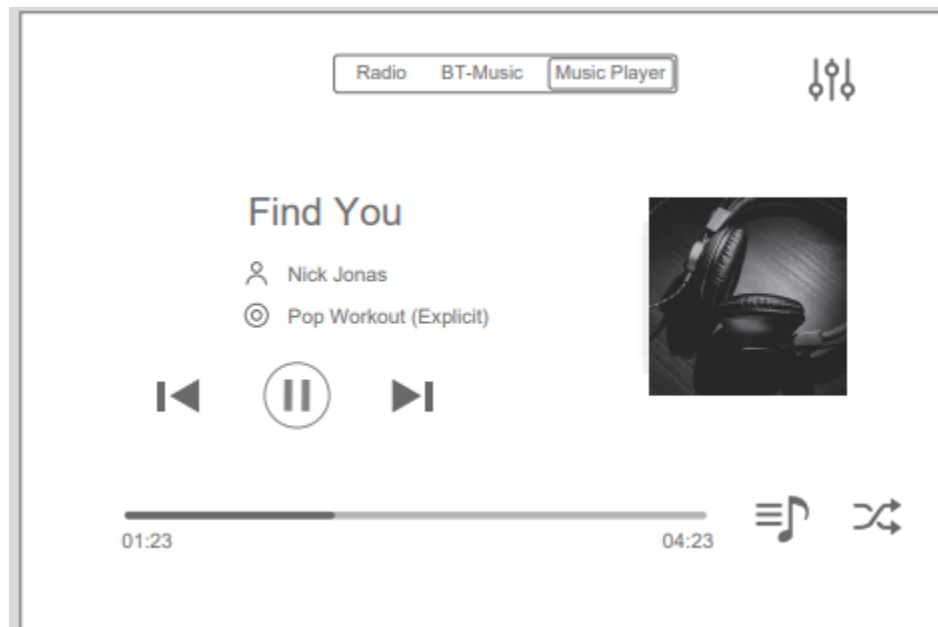 Radio BT-Music Music Player
Find You
Nick Jonas
Pop Workout (Explicit)
01:23 04:23